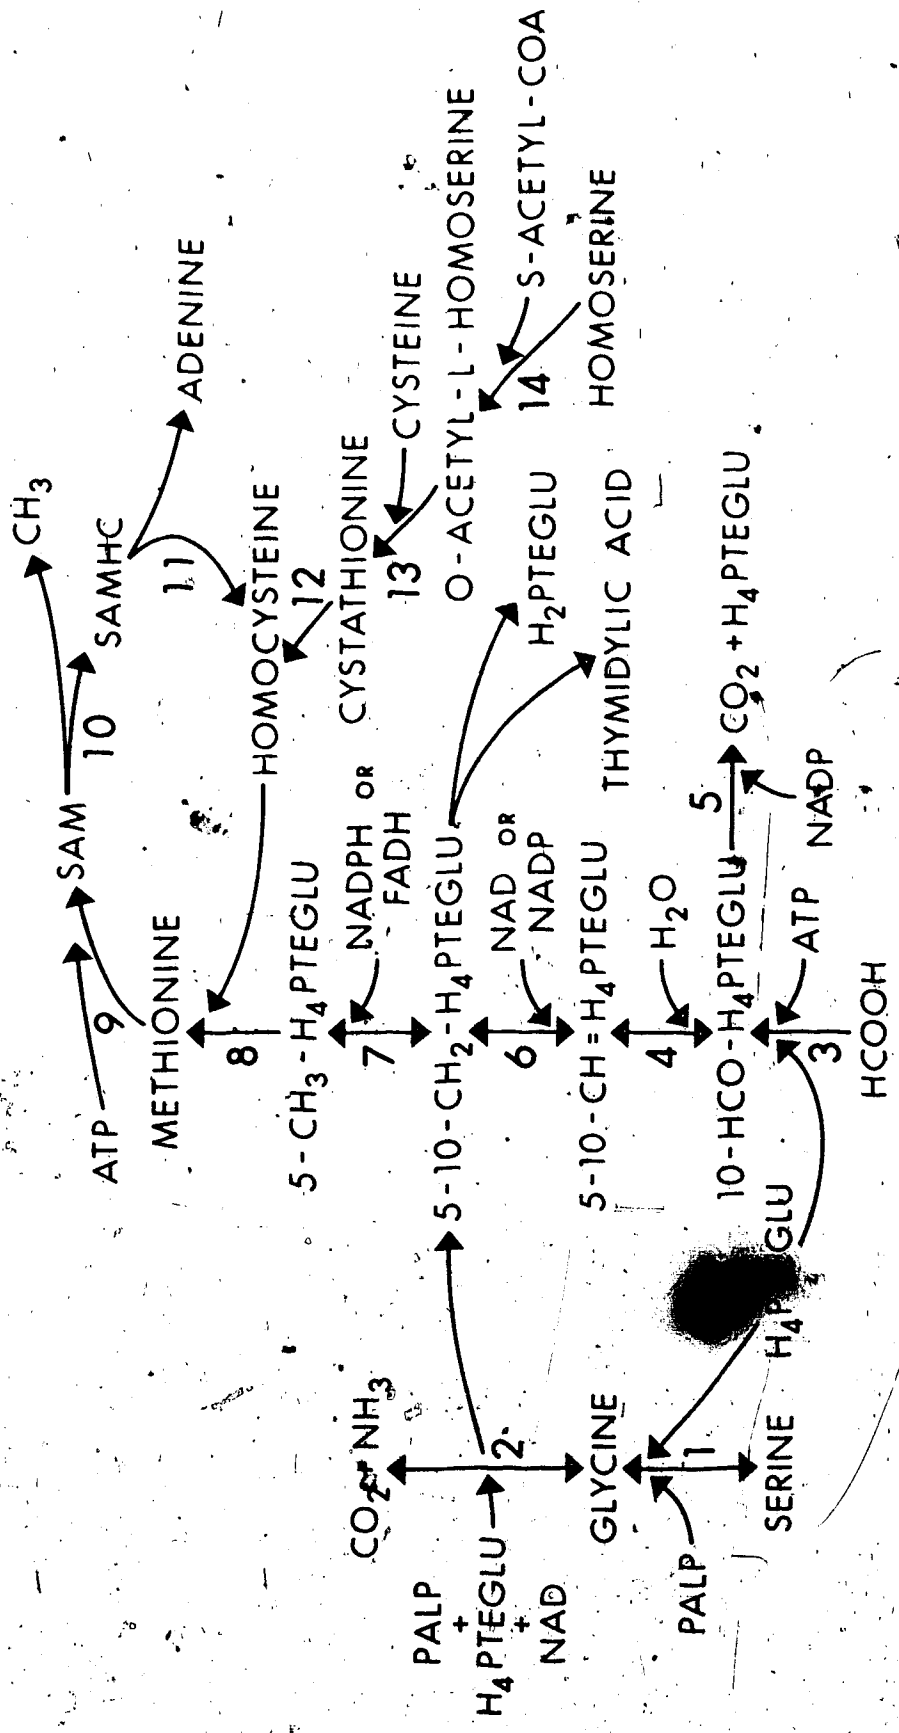 ATP
SAM
CH3
9
10
SAMHC
METHIONINE
11
ADENINE
8
HOMOCYSTEINE
12
5-CH3-H4PTEGLU
CYSTATHIONINE
7
NADPH OR
FADH
13
CYSTEINE
CO2+NH3
5-10-CH2-H4PTEGLU
O-ACETYL-L-HOMOSERINE
PALP
+
H4PTEGLU
+
NAD
2
6
NAD OR
NADP
H2PTEGLU
14
S-ACETYL-COA
GLYCINE
5-10-CH=H4PTEGLU
THYMIDYLIC ACID
HOMOSERINE
4
H2O
PALP
1
5
10-HCO-H4PTEGLU
CO2+H4PTEGLU
SERINE
GLU
3
ATP
NADP
HCOOH